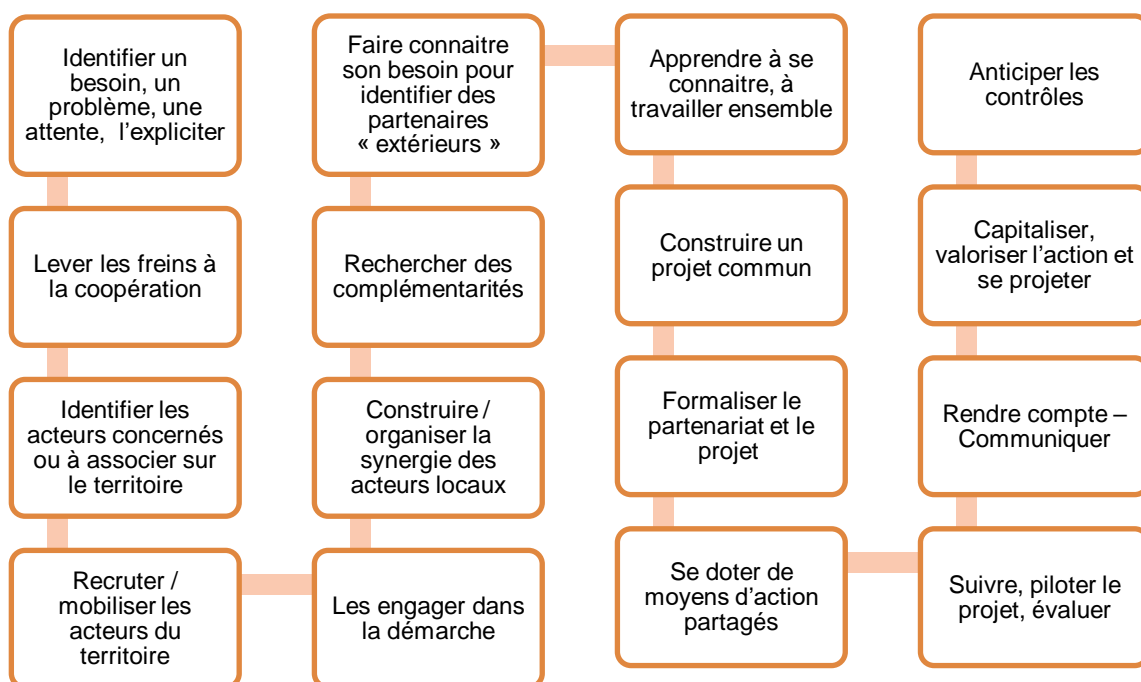 Identifier un
besoin, un
problème, une
attente,  l’expliciter
Lever les freins à
la coopération
Identifier les
acteurs concernés
ou à associer sur
le territoire
Recruter /
mobiliser les
acteurs du
territoire
Les engager dans
la démarche
Construire /
organiser la
synergie des
acteurs locaux
Rechercher des
complémentarités
Faire connaitre
son besoin pour
identifier des
partenaires
« extérieurs »
Apprendre à se
connaitre, à
travailler ensemble
Construire un
projet commun
Formaliser le
partenariat et le
projet
Se doter de
moyens d’action
partagés
Suivre, piloter le
projet, évaluer
Rendre compte –
Communiquer
Capitaliser,
valoriser l’action et
se projeter
Anticiper les
contrôles